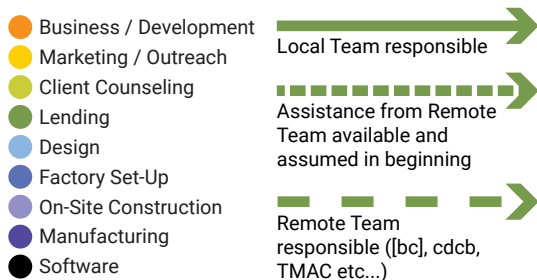 Business / Development
Marketing / Outreach
Client Counseling
Lending
Design
Factory Set-Up
On-Site Construction
Manufacturing
Software
Local Team responsible
Assistance from Remote
Team available and
assumed in beginning
Remote Team
responsible ([bc], cdcb,
TMAC etc...)